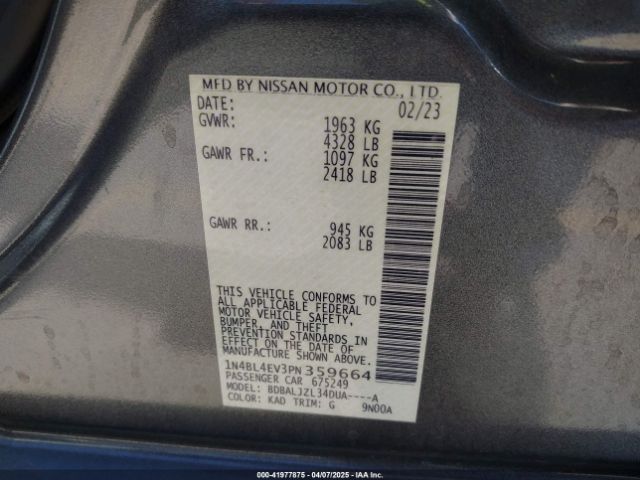 MFD BY NISSAN MOTOR CO., LTD.
DATE: 02/23
GVWR: 1963 KG
4328 LB
GAWR FR.: 1097 KG
2418 LB
GAWR RR.: 945 KG
2083 LB
THIS VEHICLE CONFORMS TO
ALL APPLICABLE FEDERAL
MOTOR VEHICLE SAFETY,
BUMPER, AND THEFT
PREVENTION STANDARDS IN
EFFECT ON THE DATE OF
MANUFACTURE SHOWN ABOVE.
1N4BL4EV3PN359664
PASSENGER CAR 675249
MODEL: BDBALJZL34DUA----A
COLOR: KAD TRIM: G 9N00A
000-41977875 - 04/07/2025 - IAA Inc.